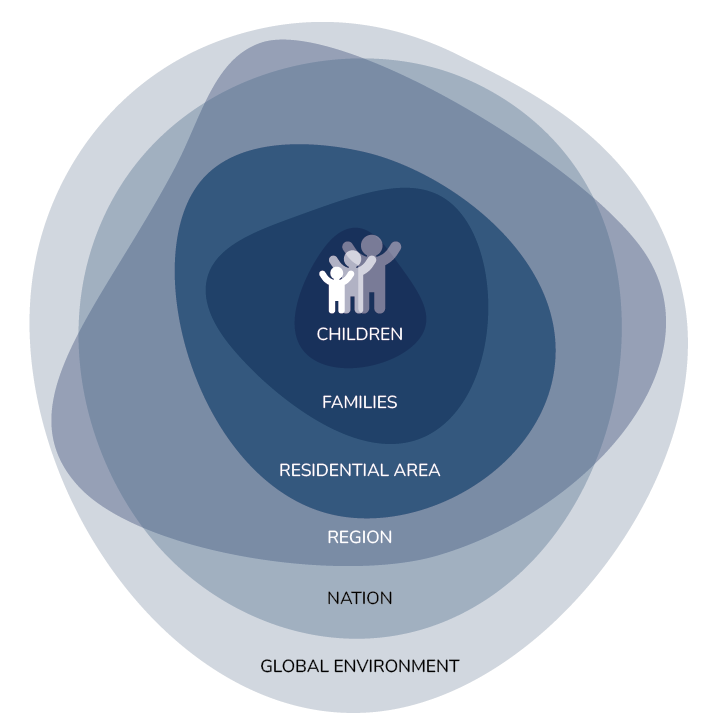 CHILDREN
FAMILIES
RESIDENTIAL AREA
REGION
NATION
GLOBAL ENVIRONMENT